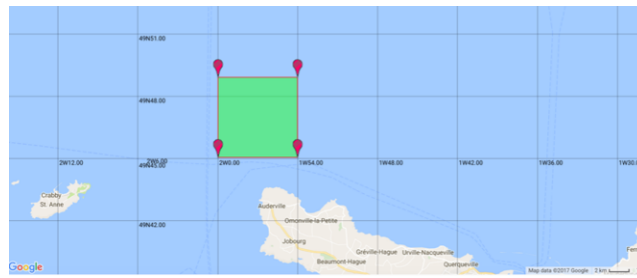 49N51.00
49N48.00
2W12.00
2W6.00
2W0.00
1W54.00
1W48.00
1W42.00
1W36.00
1W30.00
49N45.00
Crabby
St. Anne
Auderville
Omonville-la-Petite
49N42.00
Jobourg
Gréville-Hague
Urville-Nacqueville
Beaumont-Hague
Querqueville
Google
Map data ©2017 Google
2 km